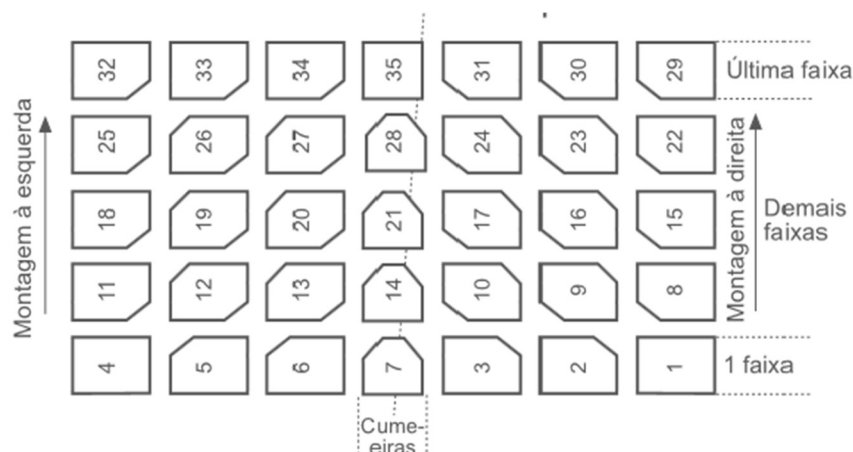 32 33 34 35 31 30 29 Última faixa
25 26 27 28 24 23 22
18 19 20 21 17 16 15
11 12 13 14 10 9 8
4 5 6 7 3 2 1 1 faixa
Montagem à esquerda
Montagem à direita
Demais
faixas
Cume-
eiras